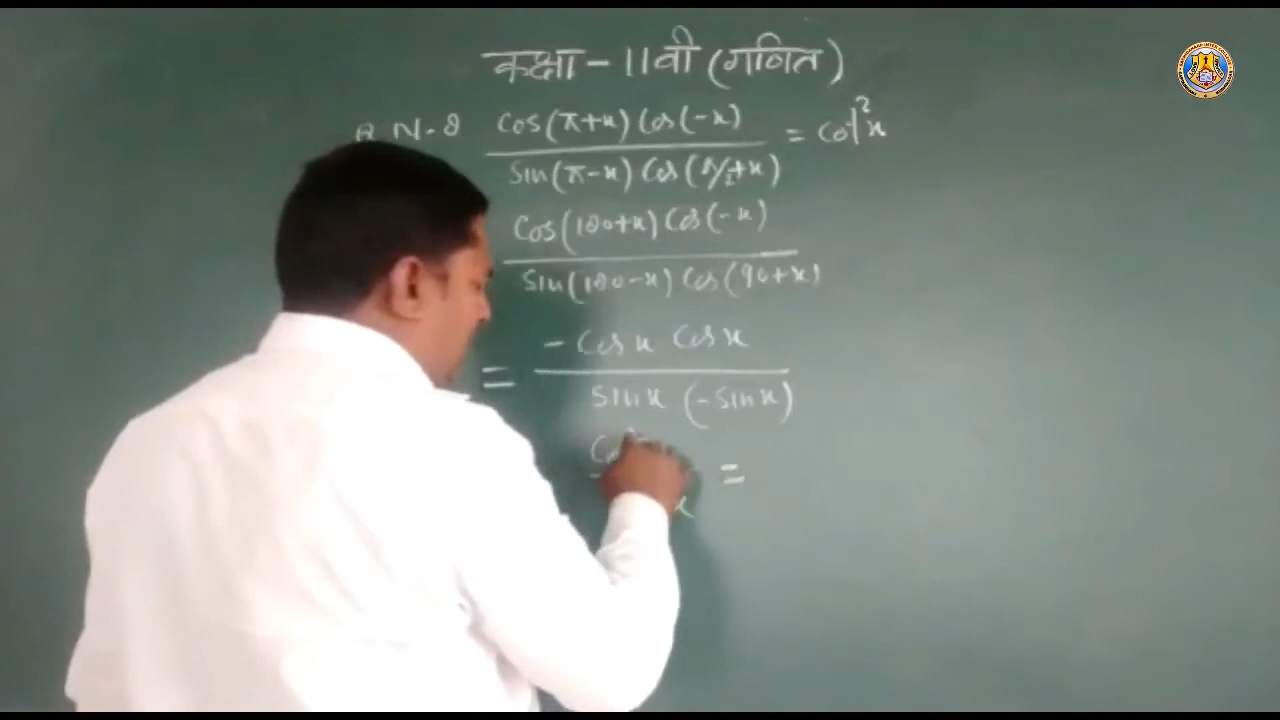 कक्षा - 11वी (गणित)
Q N-8 cos(π+x) cos(-x) / sin(π-x) cos(π/2+x) = cot²x
cos(180+x) cos(-x) / sin(180-x) cos(90+x)
= - cos x cos x / sin x (- sin x)
=